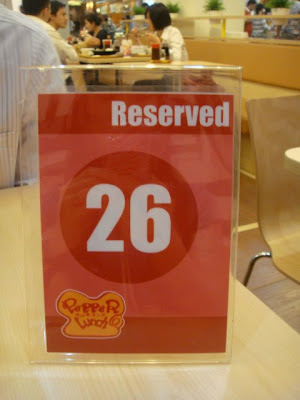 Reserved
26
PePPeR
Lunch